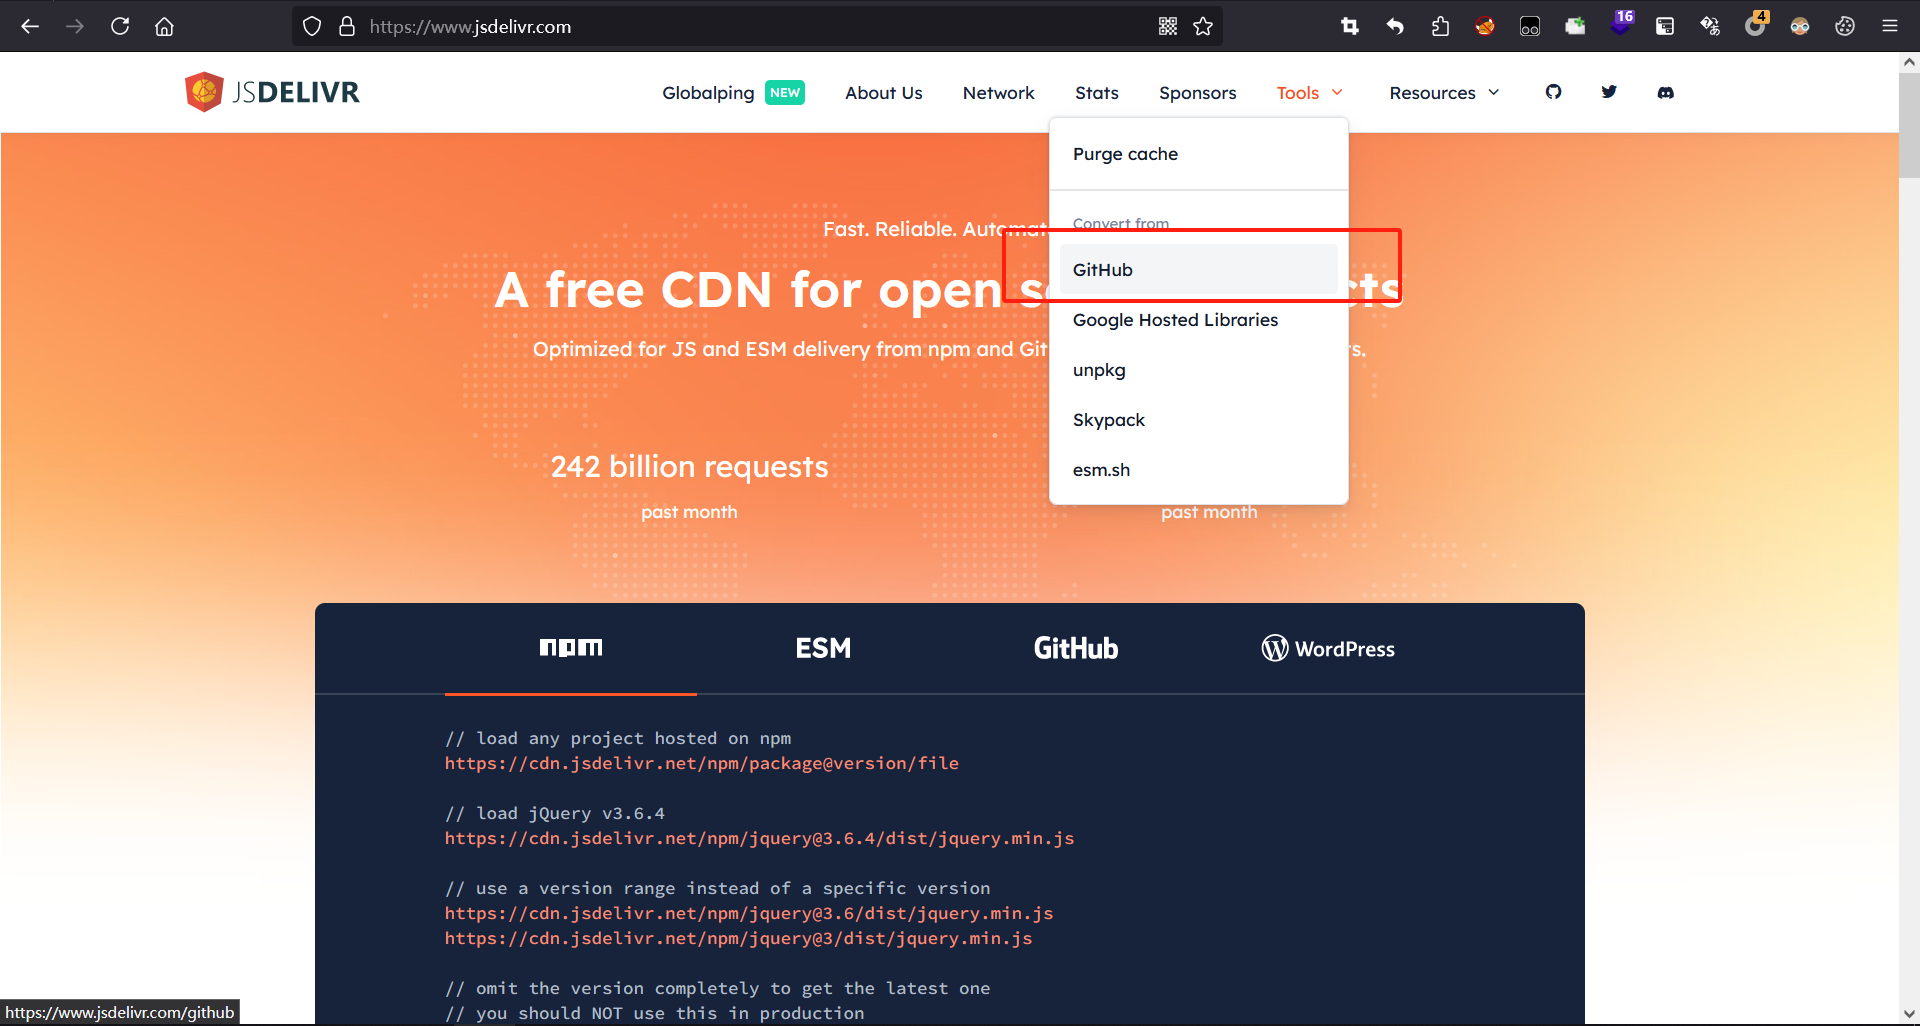 https://www.jsdelivr.com
16
4
JSDELIVR
Globalping NEW About Us Network Stats Sponsors Tools Resources
Purge cache
Convert from
GitHub
Google Hosted Libraries
unpkg
Skypack
esm.sh
Fast. Reliable. Automat
A free CDN for open s cts
Optimized for JS and ESM delivery from npm and Git s.
242 billion requests
past month
past month
npm ESM GitHub WordPress
// load any project hosted on npm
https://cdn.jsdelivr.net/npm/package@version/file
// load jQuery v3.6.4
https://cdn.jsdelivr.net/npm/jquery@3.6.4/dist/jquery.min.js
// use a version range instead of a specific version
https://cdn.jsdelivr.net/npm/jquery@3.6/dist/jquery.min.js
https://cdn.jsdelivr.net/npm/jquery@3/dist/jquery.min.js
// omit the version completely to get the latest one
// you should NOT use this in production
https://www.jsdelivr.com/github